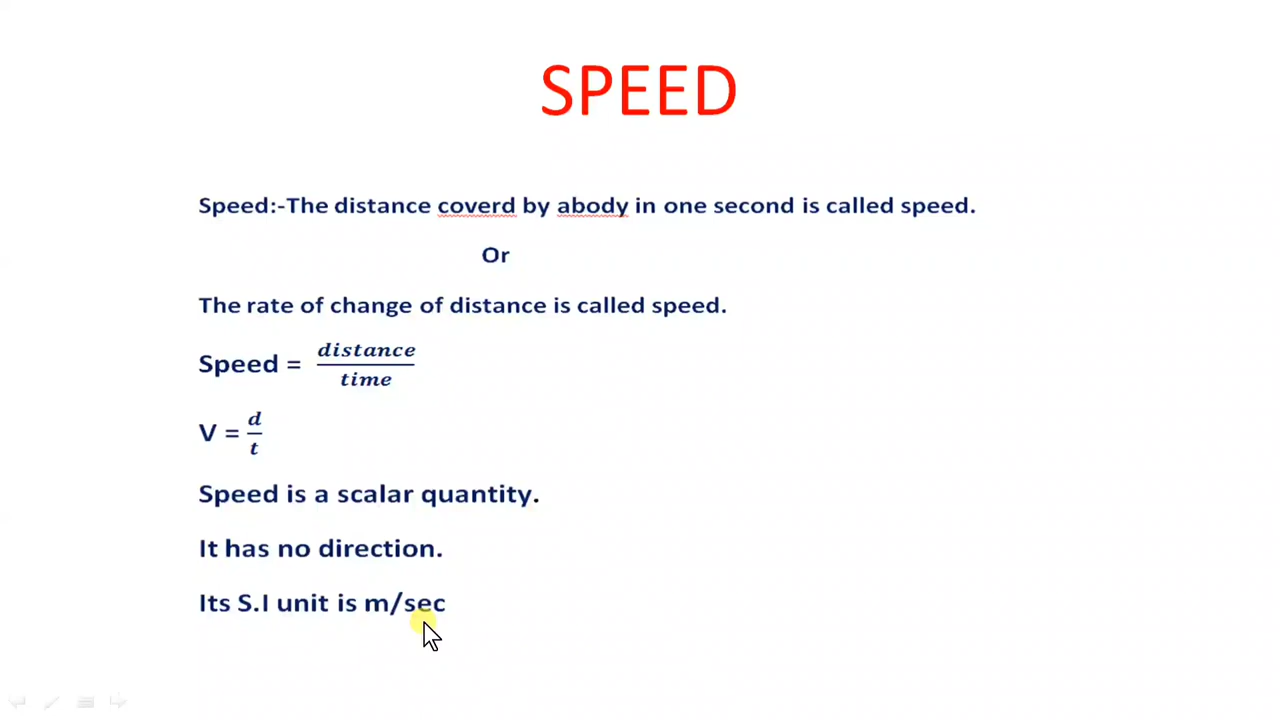 SPEED
Speed:-The distance coverd by abody in one second is called speed.
Or
The rate of change of distance is called speed.
Speed = distance/time
V = d/t
Speed is a scalar quantity.
It has no direction.
Its S.I unit is m/sec